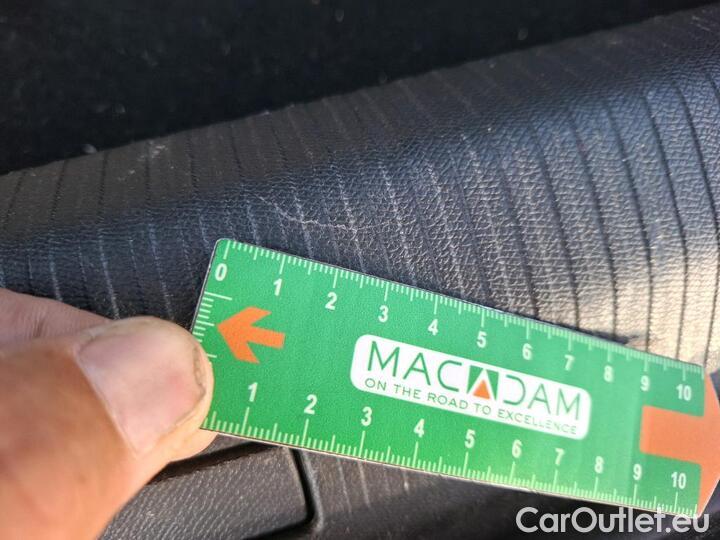 0 1 2 3 4 5 6 7 8 9 10
MACADAM
ON THE ROAD TO EXCELLENCE
1 2 3 4 5 6 7 8 9 10
CarOutlet.eu